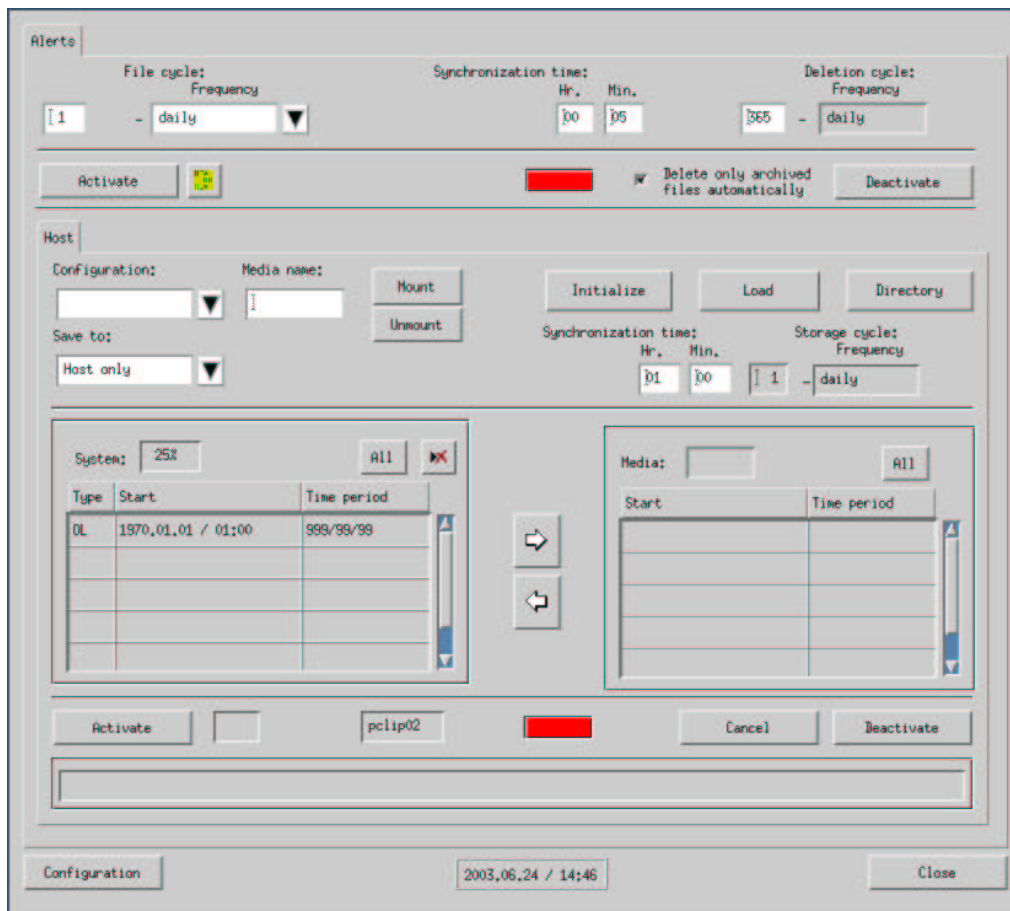 Alerts
File cycle: Synchronization time: Deletion cycle:
Frequency Hr. Min. Frequency
1 - daily 00 05 365 - daily
Activate Delete only archived files automatically Deactivate
Host
Configuration: Media name:
Mount Initialize Load Directory
Unmount
Save to: Synchronization time: Storage cycle:
Hr. Min. Frequency
Host only 01 00 1 - daily
System: 25% All Media: All
Type Start Time period Start Time period
DL 1970.01.01 / 01:00 999/99/99
Activate pclip02 Cancel Deactivate
Configuration 2003.06.24 / 14:46 Close